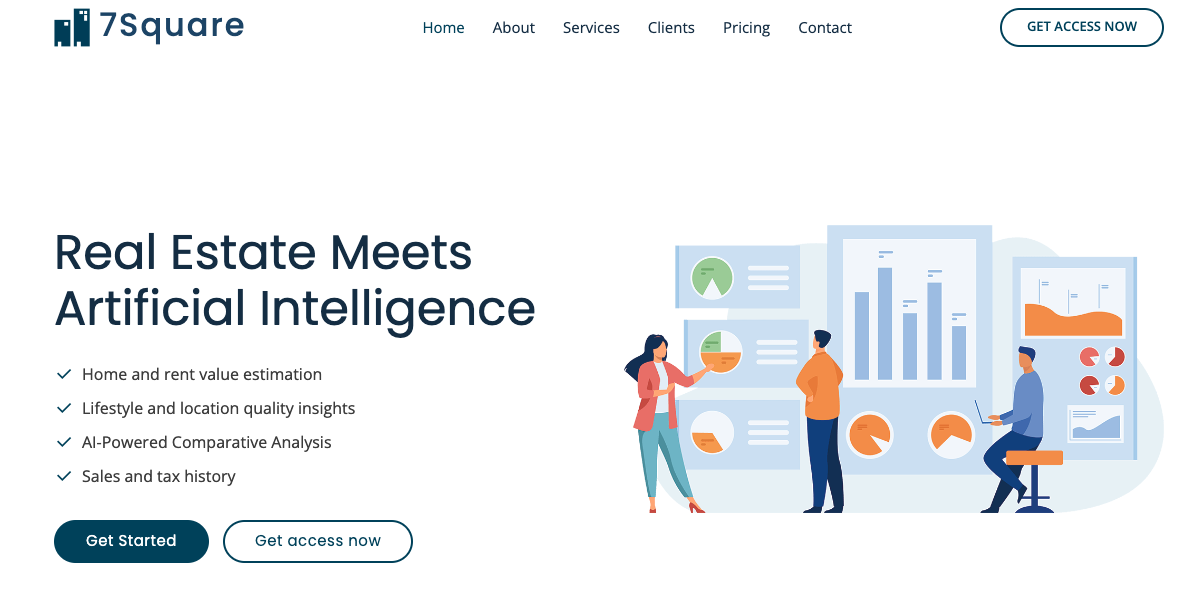 7Square
Home About Services Clients Pricing Contact
GET ACCESS NOW
Real Estate Meets
Artificial Intelligence
Home and rent value estimation
Lifestyle and location quality insights
AI-Powered Comparative Analysis
Sales and tax history
Get Started Get access now